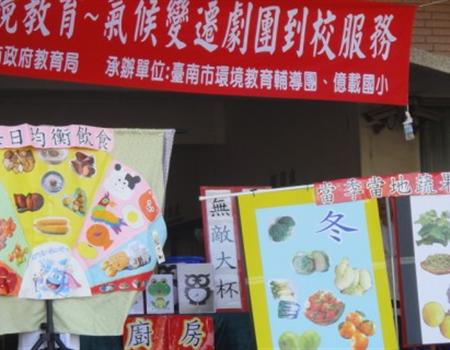 境教育~氣候變遷劇團到校服務
市政府教育局 承辦單位:臺南市環境教育輔導團、億載國小
每日均衡飲食
當季當地蔬果
無敵大杯
冬
廚房